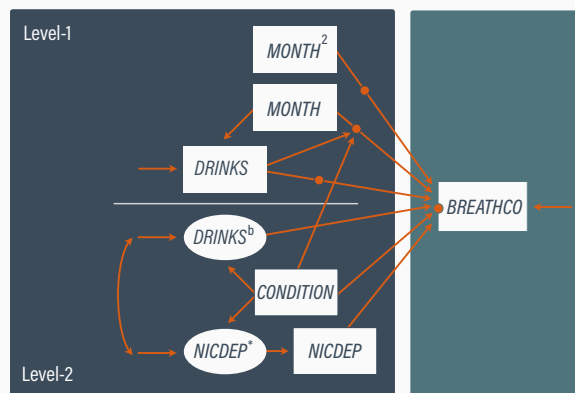 Level-1
MONTH²
MONTH
DRINKS
BREATHCO
DRINKSᵇ
CONDITION
NICDEP*
NICDEP
Level-2